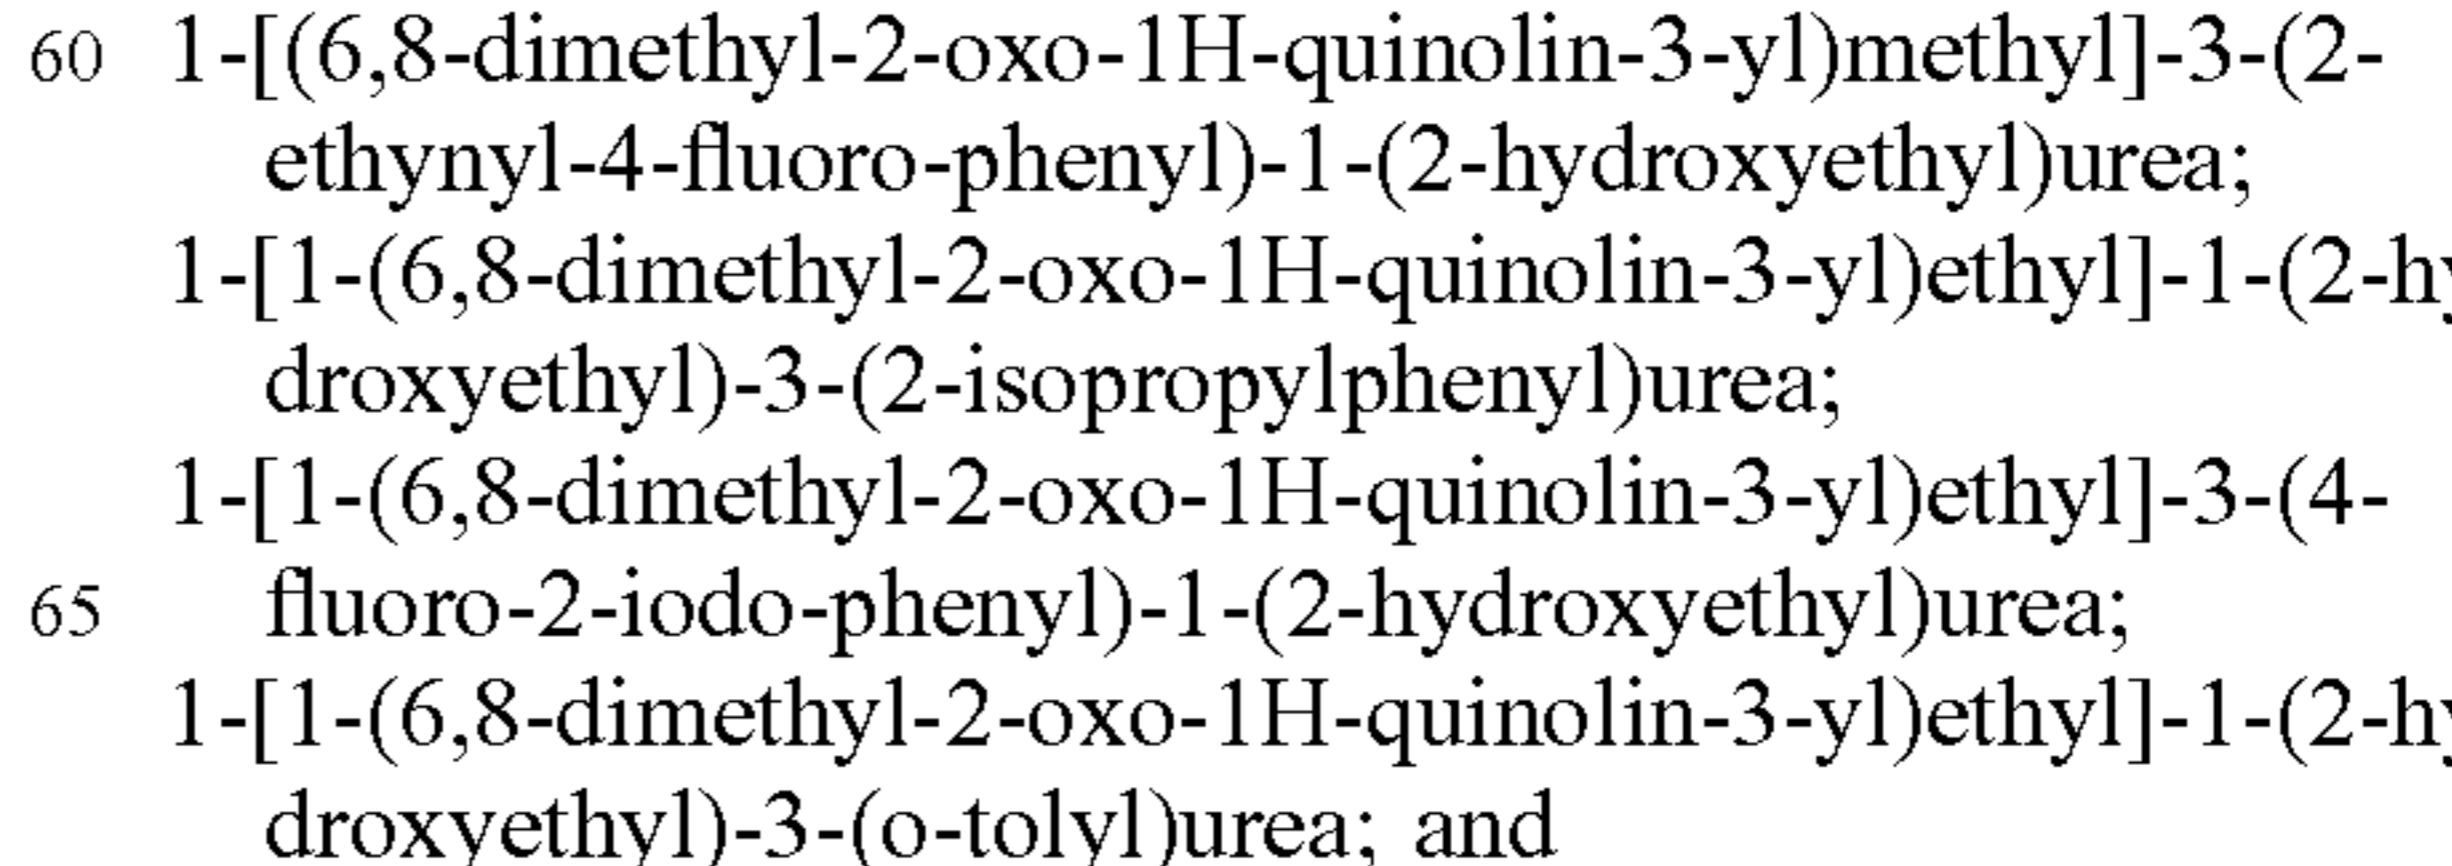 60 1-[(6,8-dimethyl-2-oxo-1H-quinolin-3-yl)methyl]-3-(2-
ethynyl-4-fluoro-phenyl)-1-(2-hydroxyethyl)urea;
1-[1-(6,8-dimethyl-2-oxo-1H-quinolin-3-yl)ethyl]-1-(2-hy
droxyethyl)-3-(2-isopropylphenyl)urea;
1-[1-(6,8-dimethyl-2-oxo-1H-quinolin-3-yl)ethyl]-3-(4-
65 fluoro-2-iodo-phenyl)-1-(2-hydroxyethyl)urea;
1-[1-(6,8-dimethyl-2-oxo-1H-quinolin-3-yl)ethyl]-1-(2-hy
droxyethyl)-3-(o-tolyl)urea; and